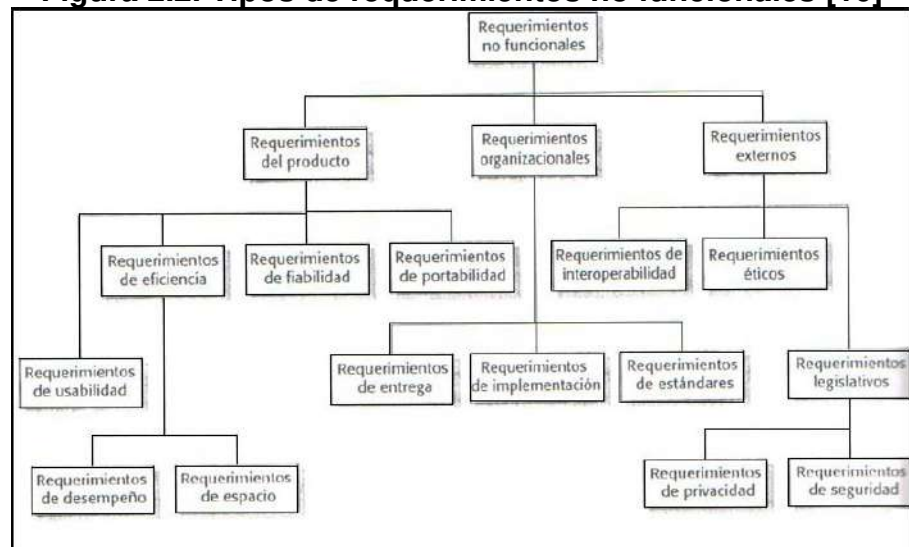 Figura 2.2. Tipos de requerimientos no funcionales [10]
Requerimientos
no funcionales
Requerimientos
del producto
Requerimientos
organizacionales
Requerimientos
externos
Requerimientos
de eficiencia
Requerimientos
de fiabilidad
Requerimientos
de portabilidad
Requerimientos de
interoperabilidad
Requerimientos
éticos
Requerimientos
de usabilidad
Requerimientos
de entrega
Requerimientos
de implementación
Requerimientos
de estándares
Requerimientos
legislativos
Requerimientos
de desempeño
Requerimientos
de espacio
Requerimientos
de privacidad
Requerimientos
de seguridad